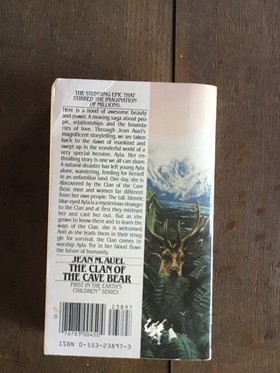 THE STUNNING EPIC THAT
STIRRED THE IMAGINATION
OF MILLIONS.
Here is a novel of awesome beauty
and power. A moving saga about peo-
ple, relationships and the bounda-
ries of love. Through Jean Auel's
magnificent storytelling, we are taken
back to the dawn of mankind and
swept up in the wonderful world of a
very special heroine, Ayla. Her en-
thralling story is one we all can share.
A natural disaster has left young Ayla
alone, wandering, fending for herself
in an unfamiliar land. One day, she is
discovered by the Clan of the Cave
Bear, men and women far different
from her own people. The tall, blonde,
blue-eyed Ayla is a mysterious stranger
to the Clan and at first they mistrust
her and cast her out. But as she
grows to know them and to learn the
ways of the Clan, she is welcomed.
And as she leads them in their strug-
gle for survival, the Clan comes to
worship Ayla. For in her blood flows
the future of humanity.
JEAN M. AUEL
THE CLAN OF
THE CAVE BEAR
FIRST IN THE EARTH'S
CHILDREN™ SERIES
23897
76783 00450
ISBN 0-553-23897-3